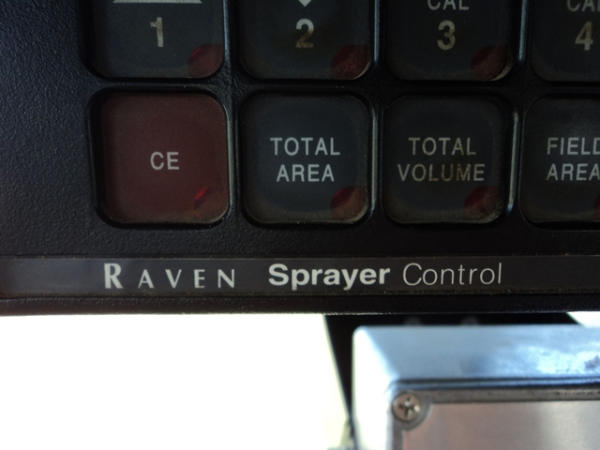 1
2
CAL
3
4
CE
TOTAL
AREA
TOTAL
VOLUME
FIELD
AREA
RAVEN Sprayer Control